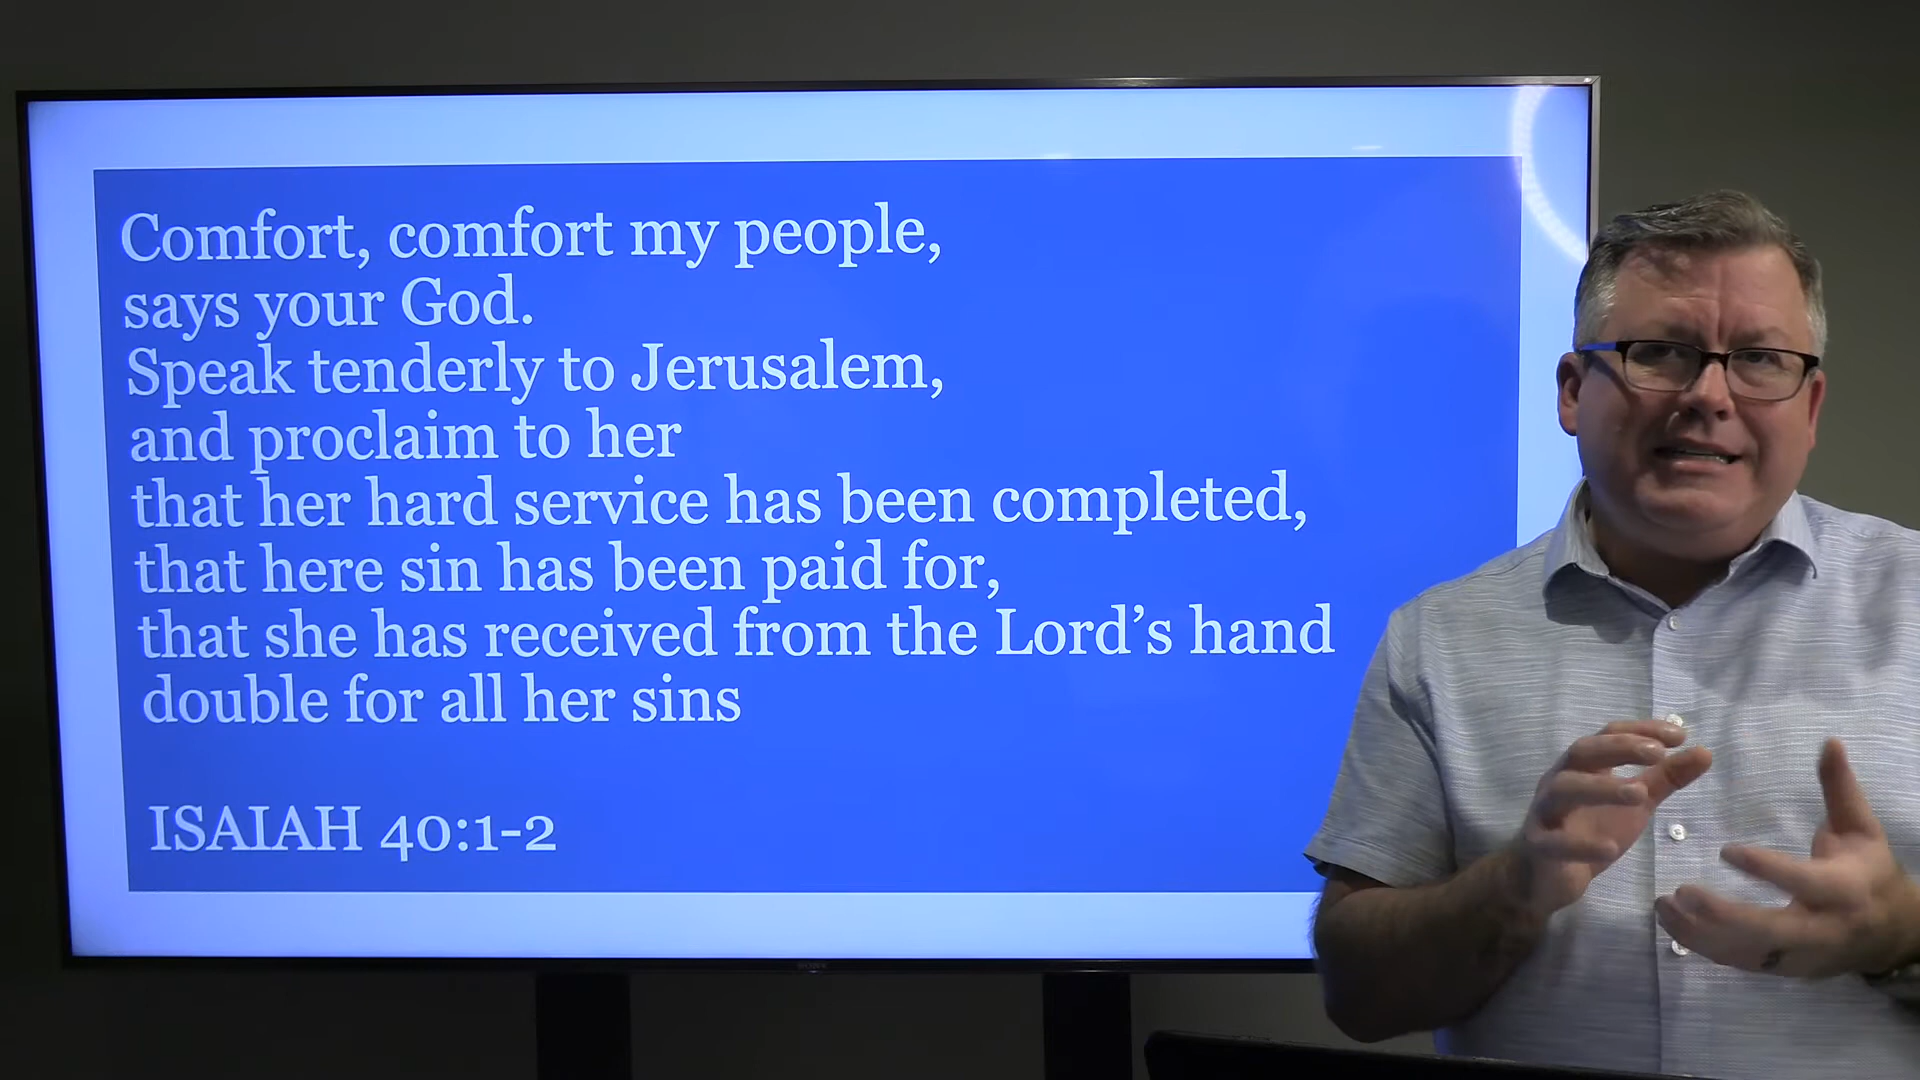 Comfort, comfort my people,
says your God.
Speak tenderly to Jerusalem,
and proclaim to her
that her hard service has been completed,
that here sin has been paid for,
that she has received from the Lord’s hand
double for all her sins
ISAIAH 40:1-2
SONY